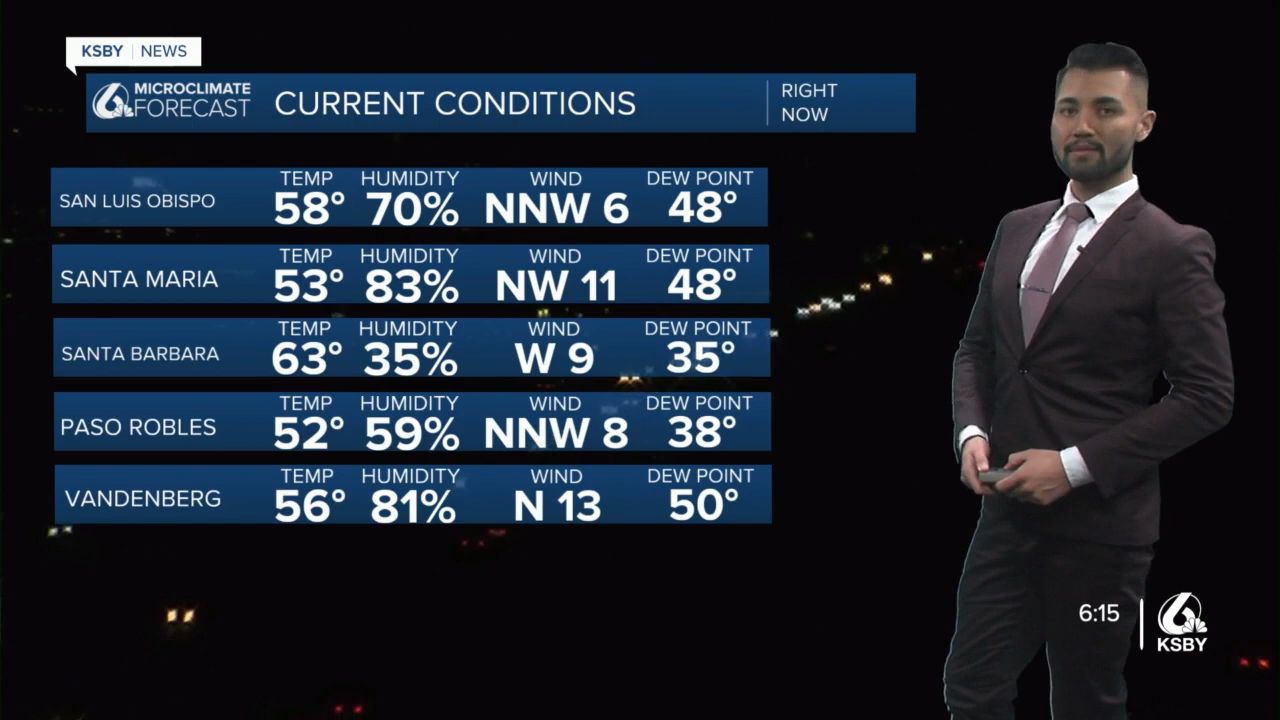 KSBY | NEWS
6 MICROCLIMATE FORECAST
CURRENT CONDITIONS
RIGHT NOW
TEMP HUMIDITY WIND DEW POINT
SAN LUIS OBISPO 58° 70% NNW 6 48°
TEMP HUMIDITY WIND DEW POINT
SANTA MARIA 53° 83% NW 11 48°
TEMP HUMIDITY WIND DEW POINT
SANTA BARBARA 63° 35% W 9 35°
TEMP HUMIDITY WIND DEW POINT
PASO ROBLES 52° 59% NNW 8 38°
TEMP HUMIDITY WIND DEW POINT
VANDENBERG 56° 81% N 13 50°
6:15 | 6
KSBY